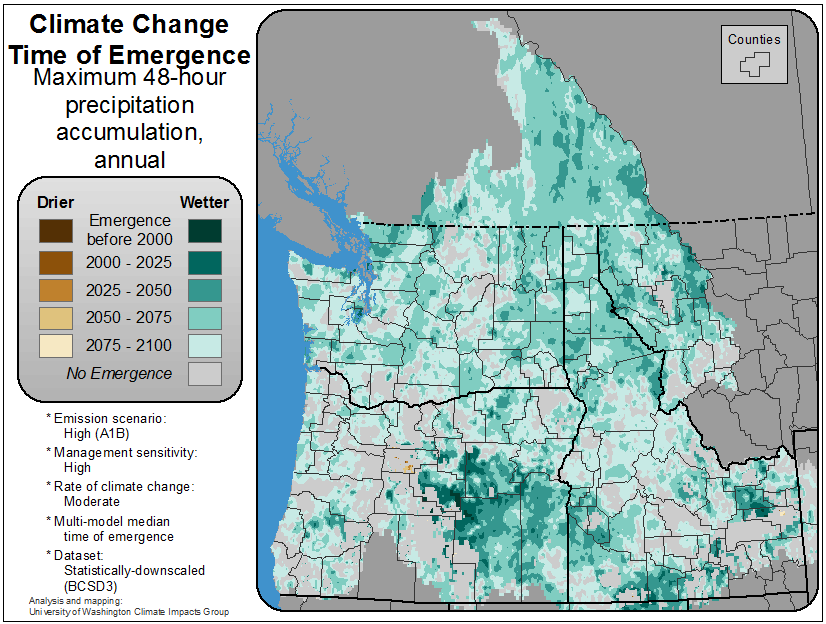 Climate Change
Time of Emergence
Maximum 48-hour
precipitation
accumulation,
annual
Drier
Wetter
Emergence
before 2000
2000 - 2025
2025 - 2050
2050 - 2075
2075 - 2100
No Emergence
* Emission scenario:
High (A1B)
* Management sensitivity:
High
* Rate of climate change:
Moderate
* Multi-model median
time of emergence
* Dataset:
Statistically-downscaled
(BCSD3)
Analysis and mapping:
University of Washington Climate Impacts Group
Counties